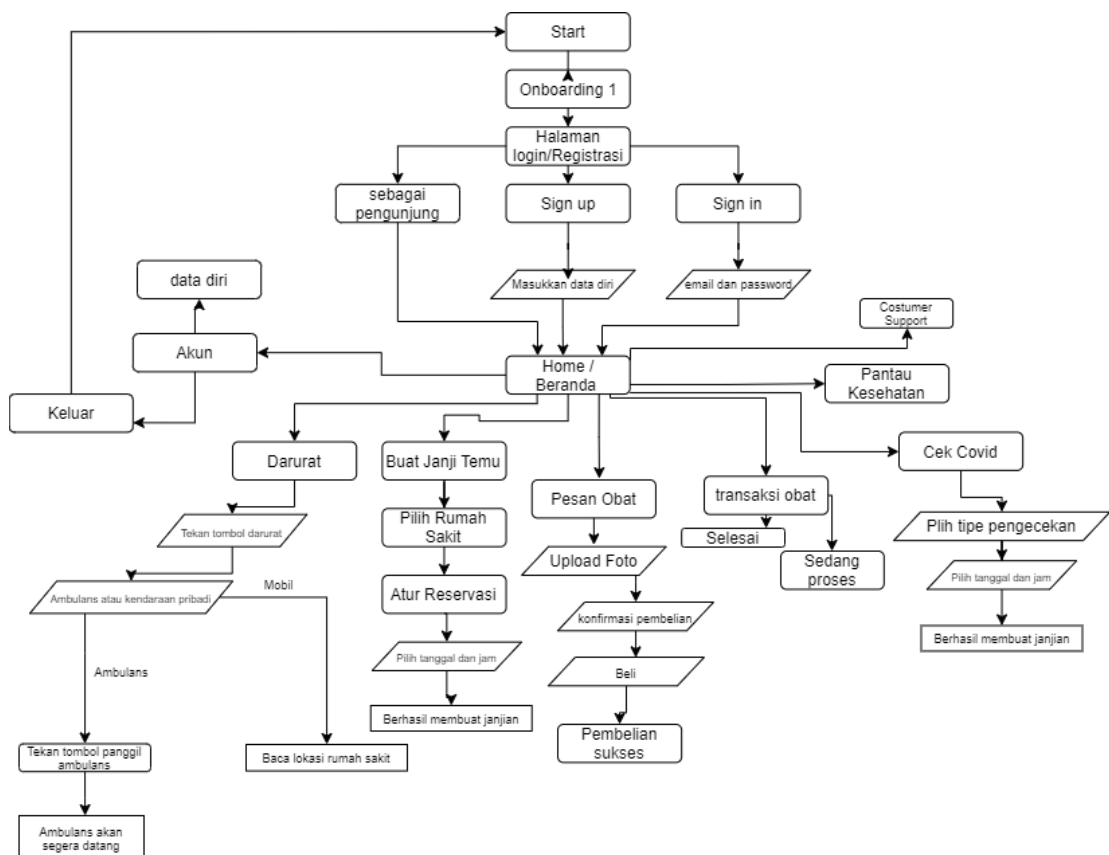 Start
Onboarding 1
Halaman
login/Registrasi
sebagai
pengunjung
Sign up
Sign in
data diri
Masukkan data diri
email dan password
Costumer
Support
Akun
Home /
Beranda
Pantau
Kesehatan
Keluar
Darurat
Buat Janji Temu
Cek Covid
Pesan Obat
transaksi obat
Tekan tombol darurat
Pilih Rumah
Sakit
Plih tipe pengecekan
Selesai
Upload Foto
Sedang
proses
Mobil
Ambulans atau kendaraan pribadi
Atur Reservasi
Pilih tanggal dan jam
konfirmasi pembelian
Berhasil membuat janjian
Pilih tanggal dan jam
Ambulans
Beli
Berhasil membuat janjian
Pembelian
sukses
Tekan tombol panggil
ambulans
Baca lokasi rumah sakit
Ambulans akan
segera datang